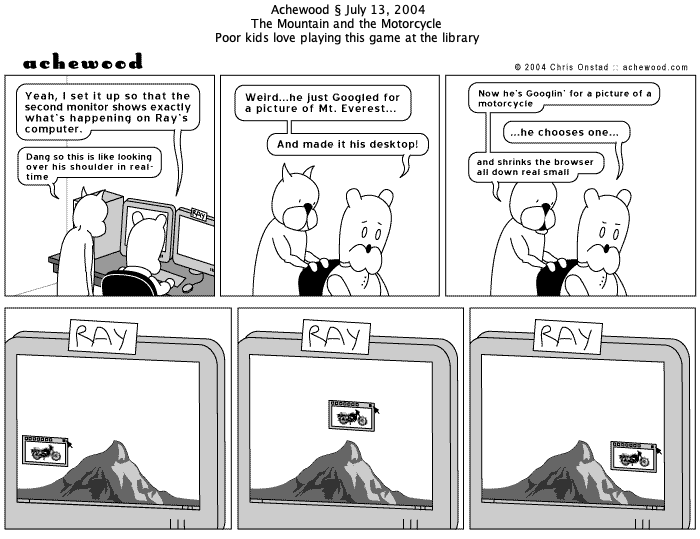 Achewood § July 13, 2004
The Mountain and the Motorcycle
Poor kids love playing this game at the library
achewood
© 2004 Chris Onstad :: achewood.com
Yeah, I set it up so that the
second monitor shows exactly
what's happening on Ray's
computer.
Dang so this is like looking
over his shoulder in real-
time
RAY
Weird...he just Googled for
a picture of Mt. Everest...
And made it his desktop!
Now he's Googlin' for a picture of a
motorcycle
...he chooses one...
and shrinks the browser
all down real small
RAY
RAY
RAY